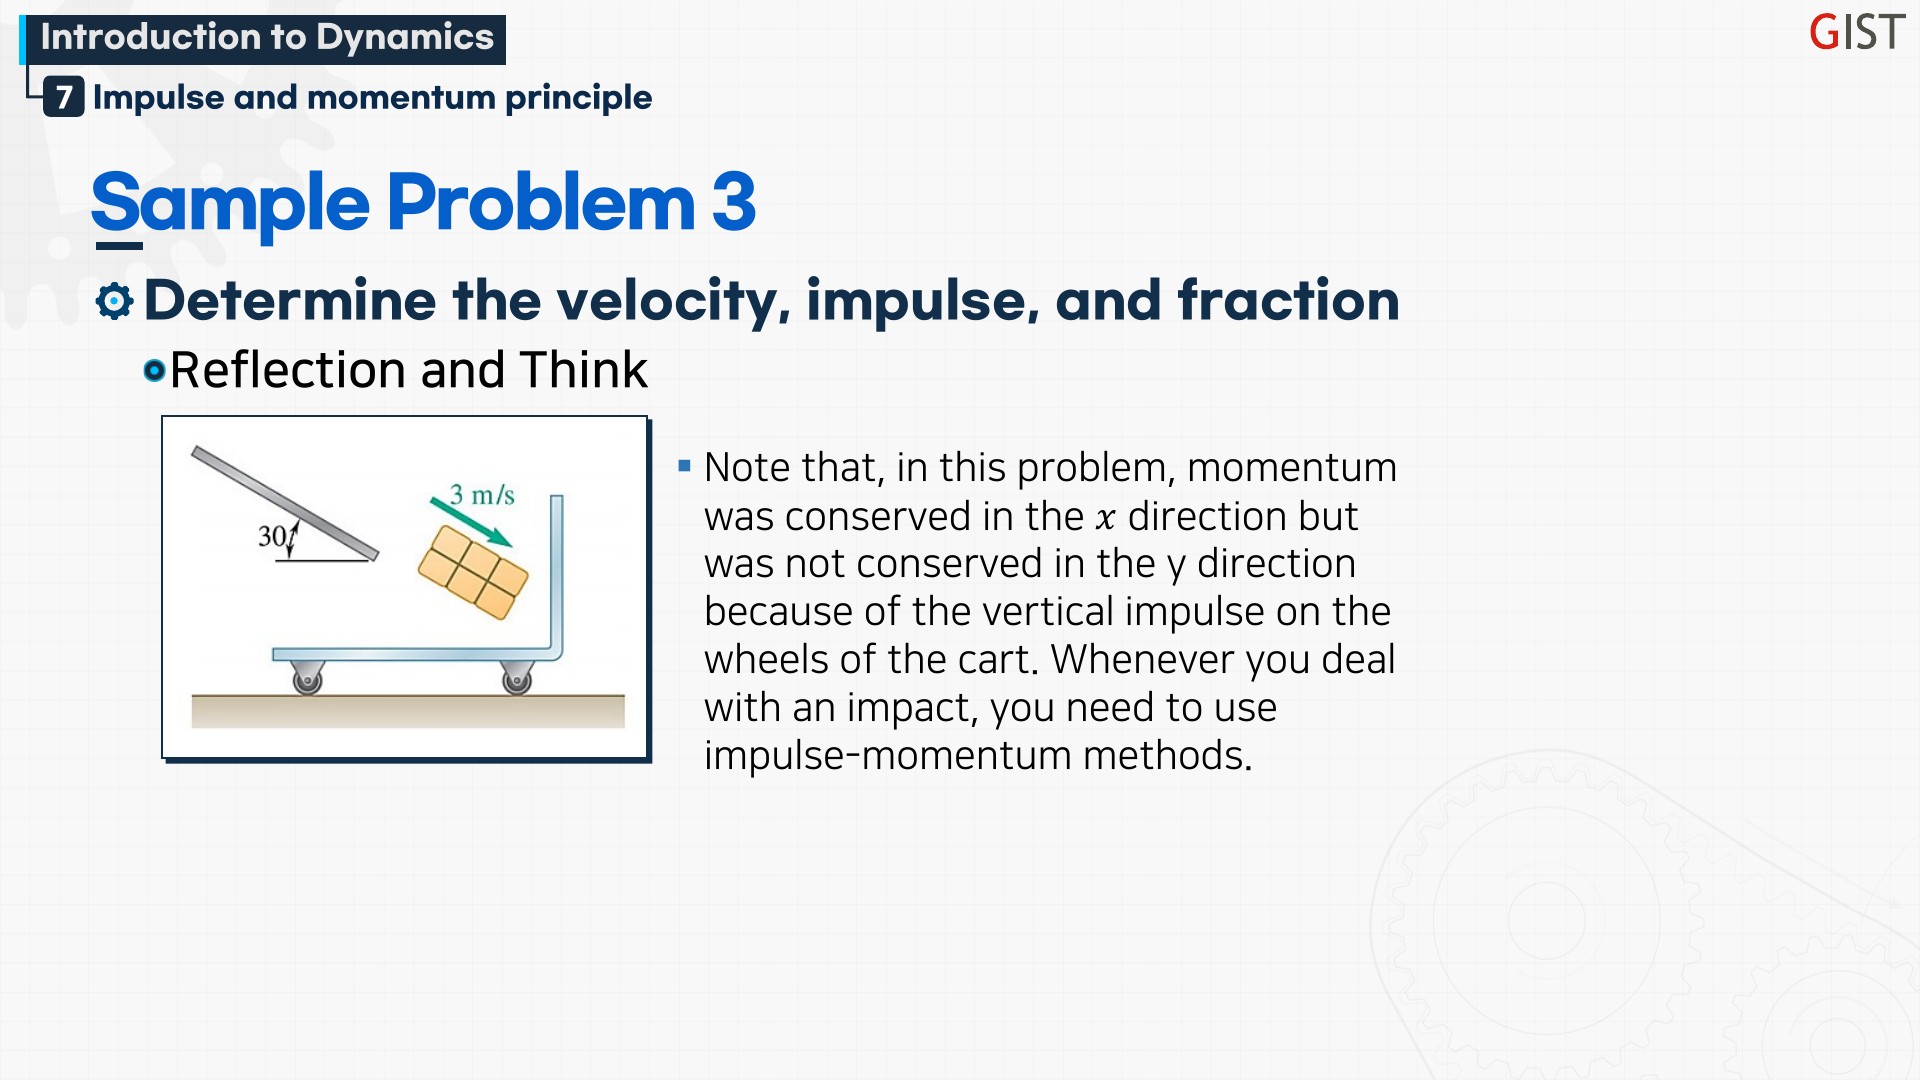 Introduction to Dynamics
GIST
7 Impulse and momentum principle
Sample Problem 3
Determine the velocity, impulse, and fraction
Reflection and Think
3 m/s
30
Note that, in this problem, momentum
was conserved in the x direction but
was not conserved in the y direction
because of the vertical impulse on the
wheels of the cart. Whenever you deal
with an impact, you need to use
impulse-momentum methods.